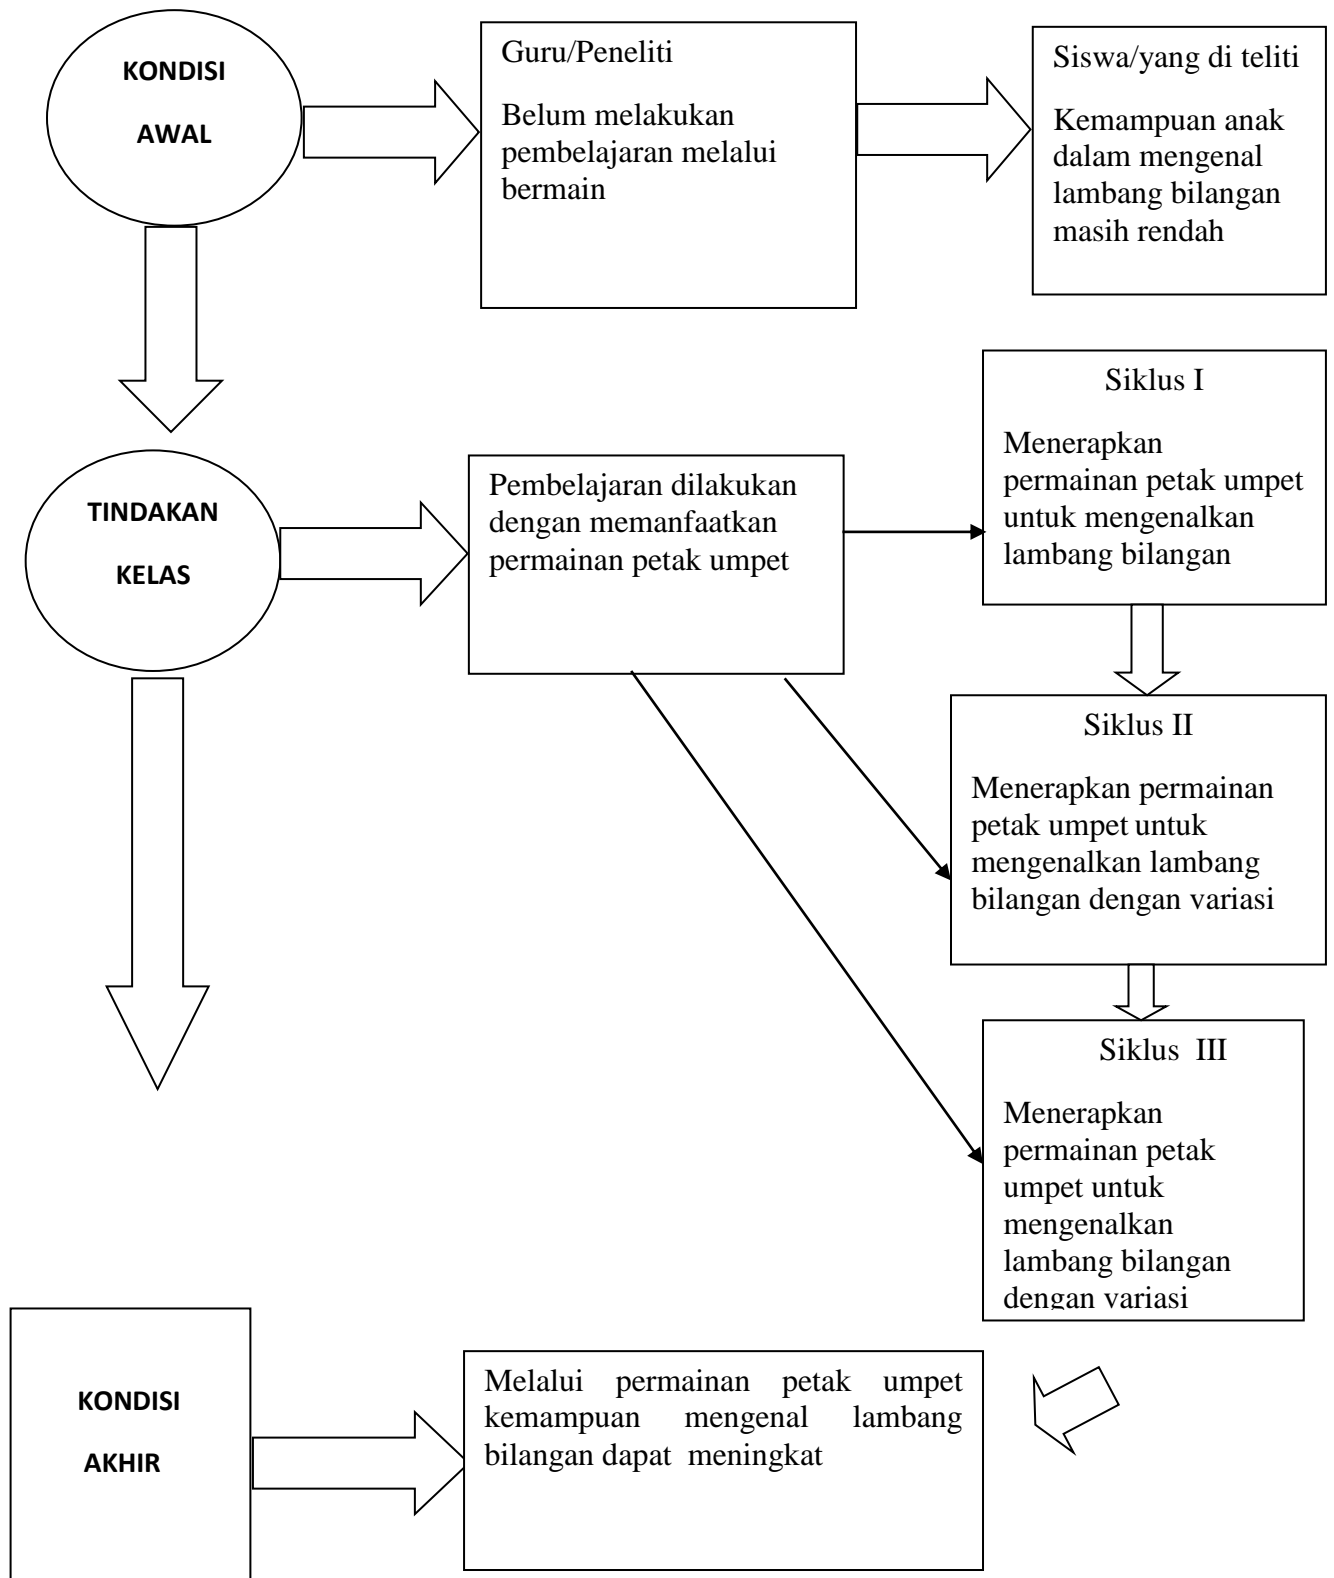 KONDISI
AWAL
Guru/Peneliti
Belum melakukan
pembelajaran melalui
bermain
Siswa/yang di teliti
Kemampuan anak
dalam mengenal
lambang bilangan
masih rendah
TINDAKAN
KELAS
Pembelajaran dilakukan
dengan memanfaatkan
permainan petak umpet
Siklus I
Menerapkan
permainan petak umpet
untuk mengenalkan
lambang bilangan
Siklus II
Menerapkan permainan
petak umpet untuk
mengenalkan lambang
bilangan dengan variasi
Siklus III
Menerapkan
permainan petak
umpet untuk
mengenalkan
lambang bilangan
dengan variasi
KONDISI
AKHIR
Melalui permainan petak umpet
kemampuan mengenal lambang
bilangan dapat meningkat